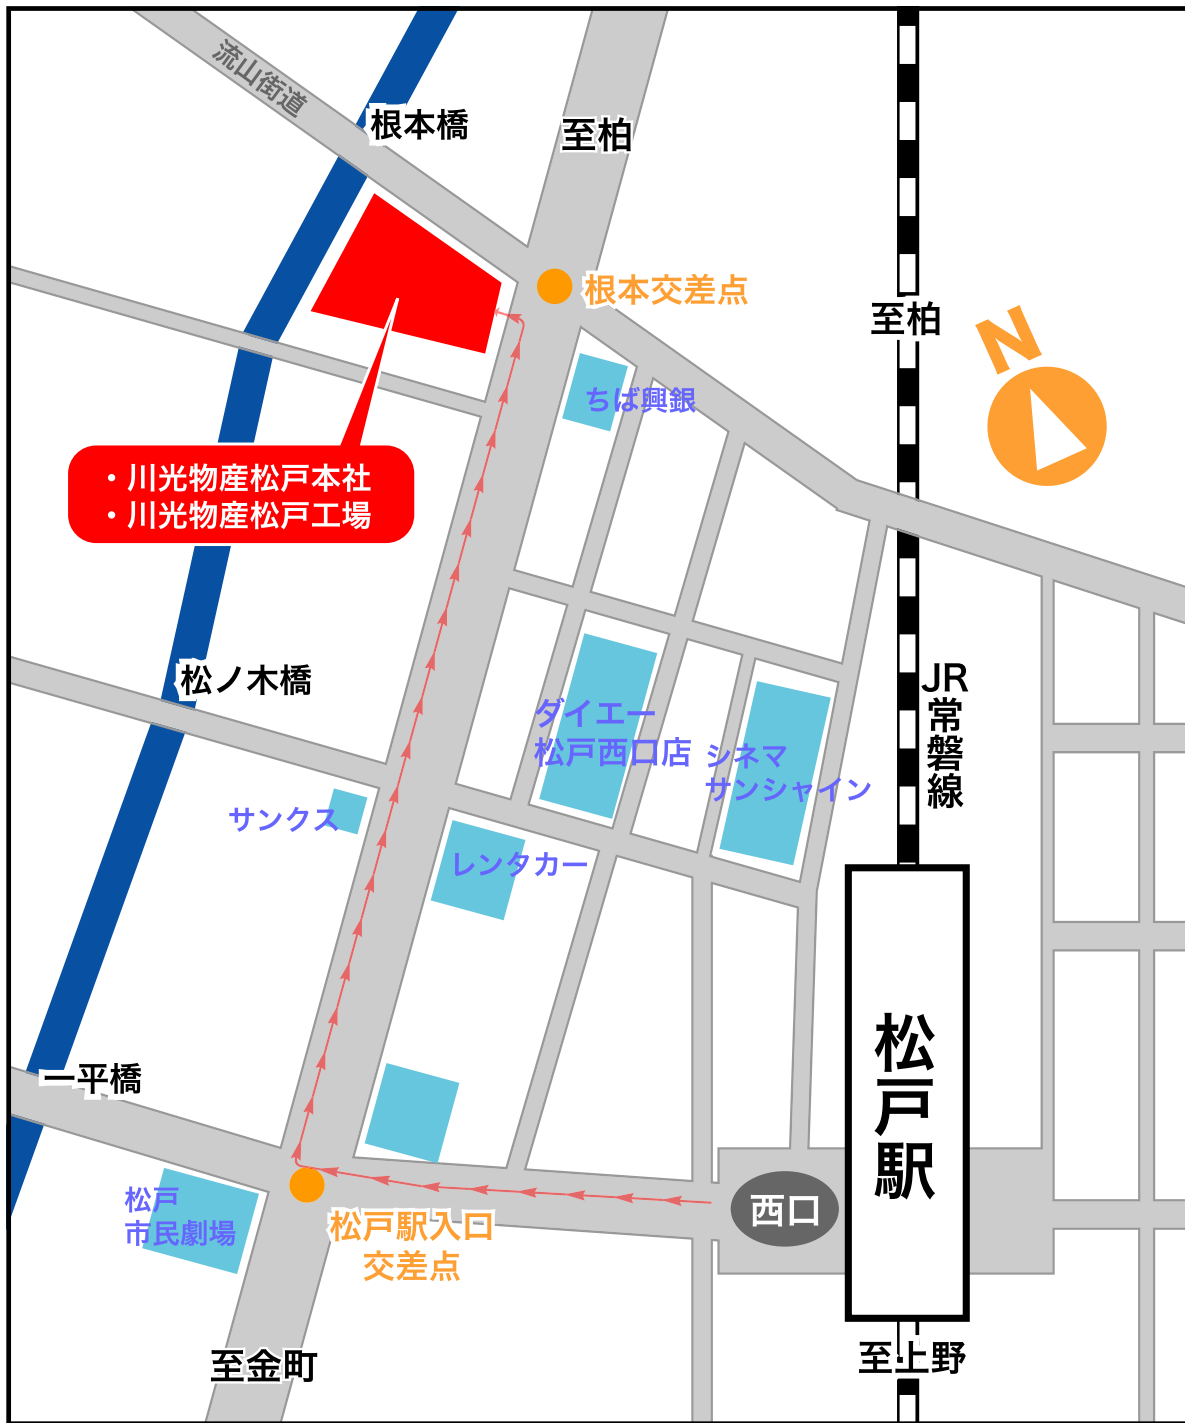 流山街道
根本橋
至柏
根本交差点
至柏
N
ちば興銀
・川光物産松戸本社
・川光物産松戸工場
松ノ木橋
JR
常磐線
ダイエー
松戸西口店
シネマ
サンシャイン
サンクス
レンタカー
松戸駅
一平橋
西口
松戸
市民劇場
松戸駅入口
交差点
至金町
至上野